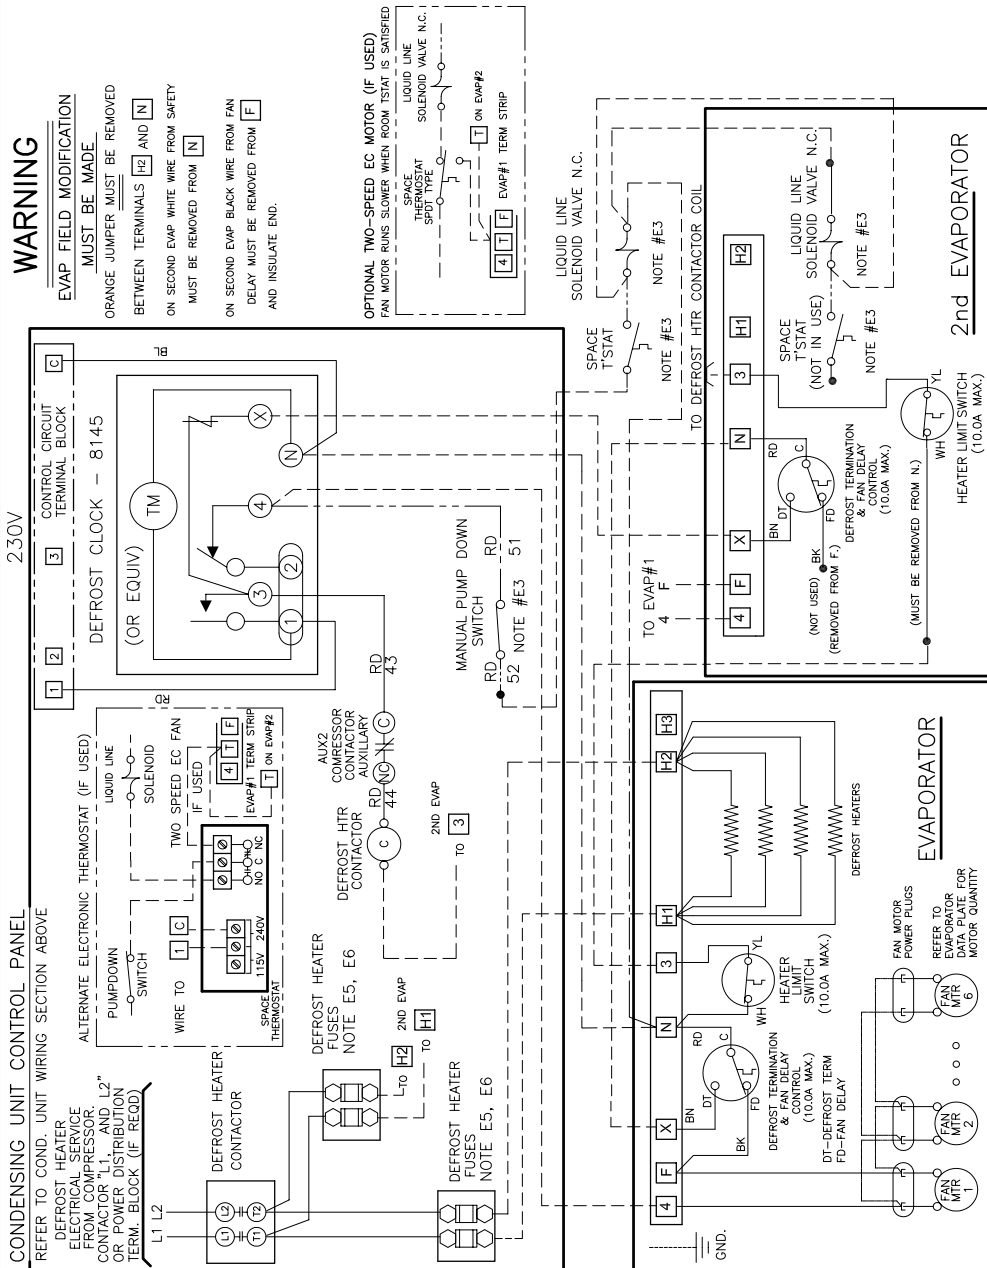 230V
CONDENSING UNIT CONTROL PANEL
REFER TO COND. UNIT WIRING SECTION ABOVE
DEFROST HEATER
ELECTRICAL SERVICE
FROM COMPRESSOR.
CONTACTOR "L1, AND L2"
OR POWER DISTRIBUTION
TERM. BLOCK (IF REQD)
L1 L2
L1 L2
T1 T2
DEFROST HEATER
CONTACTOR
ALTERNATE ELECTRONIC THERMOSTAT (IF USED)
PUMPDOWN
SWITCH
LIQUID LINE
SOLENOID
WIRE TO
1 C
TWO SPEED EC FAN
IF USED
4 T F
EVAP#1 TERM STRIP
T ON EVAP#2
115V 240V
NO C NC
SPACE
THERMOSTAT
1 2 3 C
CONTROL CIRCUIT
TERMINAL BLOCK
RD
BL
DEFROST CLOCK - 8145
(OR EQUIV)
TM
1 3 2 4 N X
DEFROST HEATER
FUSES
NOTE E5, E6
TO H2 2ND EVAP
TO H1
DEFROST HEATER
FUSES
NOTE E5, E6
DEFROST HTR
CONTACTOR
C
RD
44
NC C
AUX2
COMRESSOR
CONTACTOR
AUXILLARY
RD
43
2ND EVAP
TO 3
MANUAL PUMP DOWN
SWITCH
RD
52
RD
51
NOTE #E3
WARNING
EVAP FIELD MODIFICATION
MUST BE MADE
ORANGE JUMPER MUST BE REMOVED
BETWEEN TERMINALS H2 AND N
ON SECOND EVAP WHITE WIRE FROM SAFETY
MUST BE REMOVED FROM N
ON SECOND EVAP BLACK WIRE FROM FAN
DELAY MUST BE REMOVED FROM F
AND INSULATE END.
OPTIONAL TWO-SPEED EC MOTOR (IF USED)
FAN MOTOR RUNS SLOWER WHEN ROOM TSTAT IS SATISFIED
SPACE
THERMOSTAT
SPDT TYPE
LIQUID LINE
SOLENOID VALVE N.C.
4 T F
EVAP#1 TERM STRIP
T ON EVAP#2
SPACE
T'STAT
NOTE #E3
LIQUID LINE
SOLENOID VALVE N.C.
NOTE #E3
TO DEFROST HTR CONTACTOR COIL
GND.
4 F X N 3 H1 H2 H3
BK
BN
RD
DT
C
FD
DEFROST TERMINATION
& FAN DELAY
CONTROL
(10.0A MAX.)
DT-DEFROST TERM
FD-FAN DELAY
WH
YL
HEATER
LIMIT
SWITCH
(10.0A MAX.)
DEFROST HEATERS
EVAPORATOR
FAN MOTOR
POWER PLUGS
REFER TO
EVAPORATOR
DATA PLATE FOR
MOTOR QUANTITY
FAN
MTR
1
FAN
MTR
2
FAN
MTR
6
TO EVAP#1
4 F
4 F X N 3 H1 H2
BN
RD
DT
C
FD
BK
(NOT USED)
(REMOVED FROM F.)
DEFROST TERMINATION
& FAN DELAY
CONTROL
(10.0A MAX.)
(MUST BE REMOVED FROM N.)
WH
YL
HEATER LIMIT SWITCH
(10.0A MAX.)
SPACE
T'STAT
(NOT IN USE)
NOTE #E3
LIQUID LINE
SOLENOID VALVE N.C.
NOTE #E3
2nd EVAPORATOR